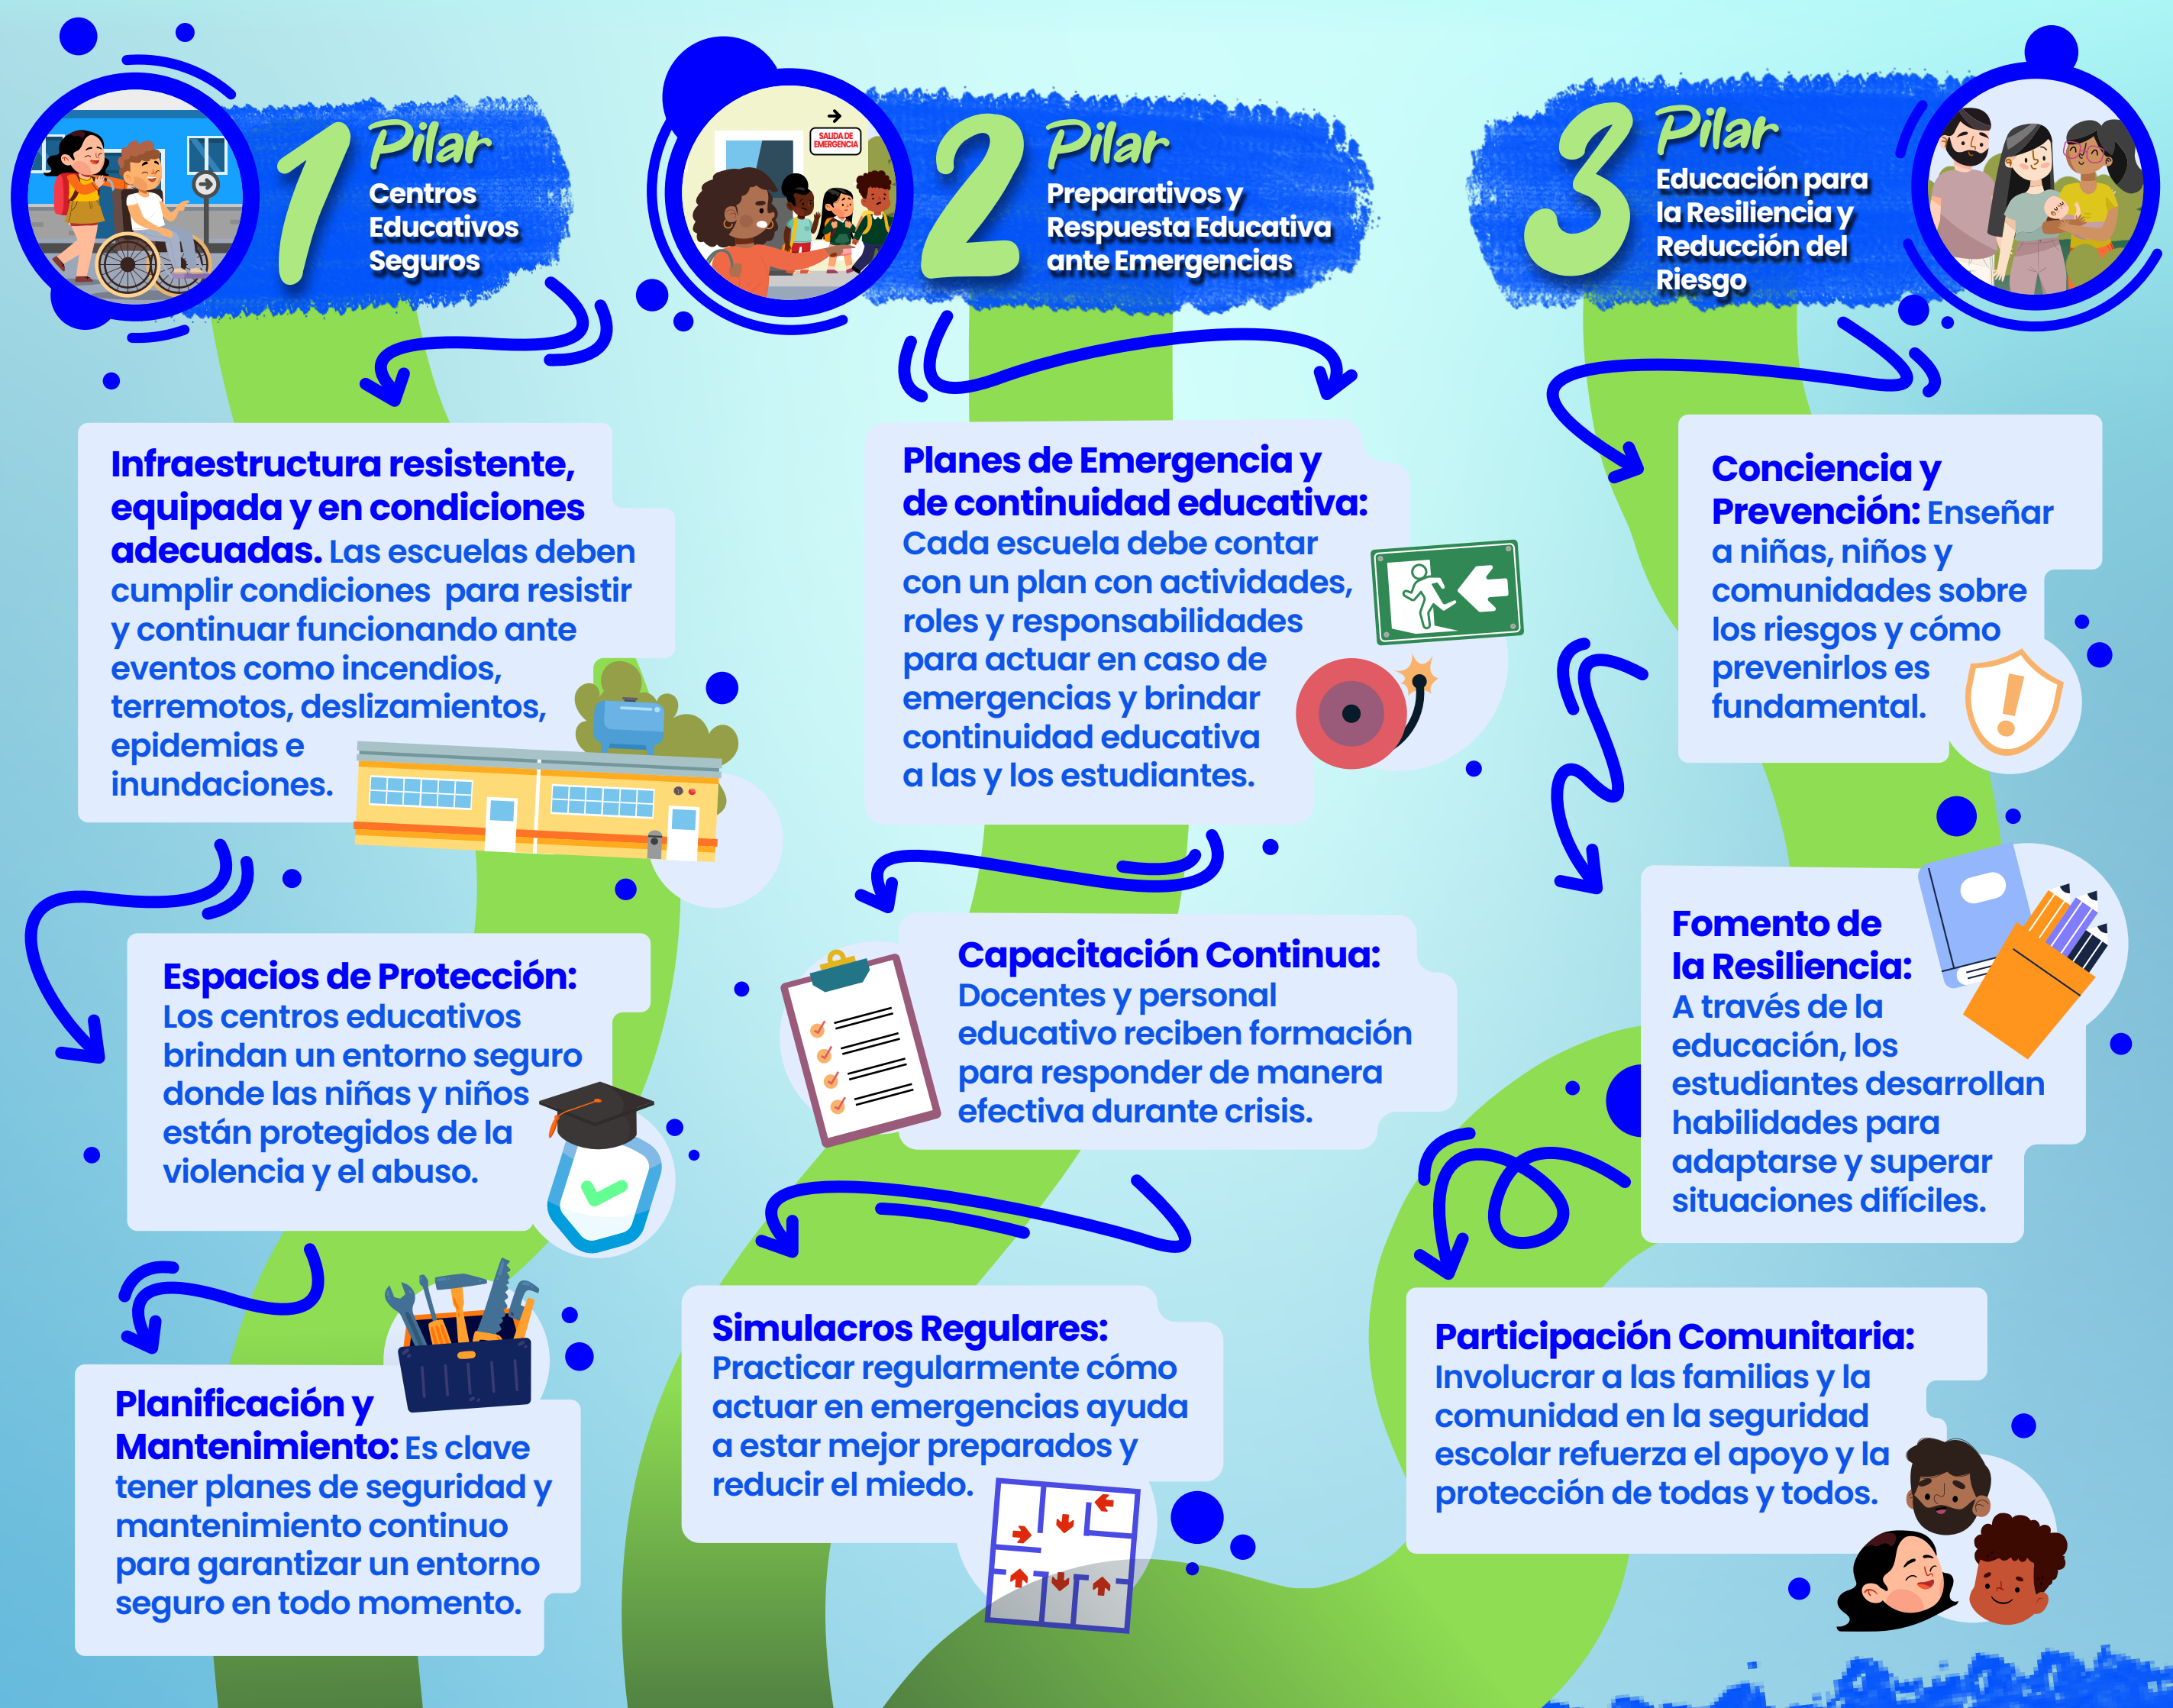 1 Pilar
Centros
Educativos
Seguros
Infraestructura resistente,
equipada y en condiciones
adecuadas. Las escuelas deben
cumplir condiciones para resistir
y continuar funcionando ante
eventos como incendios,
terremotos, deslizamientos,
epidemias e
inundaciones.
Espacios de Protección:
Los centros educativos
brindan un entorno seguro
donde las niñas y niños
están protegidos de la
violencia y el abuso.
Planificación y
Mantenimiento: Es clave
tener planes de seguridad y
mantenimiento continuo
para garantizar un entorno
seguro en todo momento.
SALIDA DE
EMERGENCIA
2 Pilar
Preparativos y
Respuesta Educativa
ante Emergencias
Planes de Emergencia y
de continuidad educativa:
Cada escuela debe contar
con un plan con actividades,
roles y responsabilidades
para actuar en caso de
emergencias y brindar
continuidad educativa
a las y los estudiantes.
Capacitación Continua:
Docentes y personal
educativo reciben formación
para responder de manera
efectiva durante crisis.
Simulacros Regulares:
Practicar regularmente cómo
actuar en emergencias ayuda
a estar mejor preparados y
reducir el miedo.
3 Pilar
Educación para
la Resiliencia y
Reducción del
Riesgo
Conciencia y
Prevención: Enseñar
a niñas, niños y
comunidades sobre
los riesgos y cómo
prevenirlos es
fundamental.
Fomento de
la Resiliencia:
A través de la
educación, los
estudiantes desarrollan
habilidades para
adaptarse y superar
situaciones difíciles.
Participación Comunitaria:
Involucrar a las familias y la
comunidad en la seguridad
escolar refuerza el apoyo y la
protección de todas y todos.